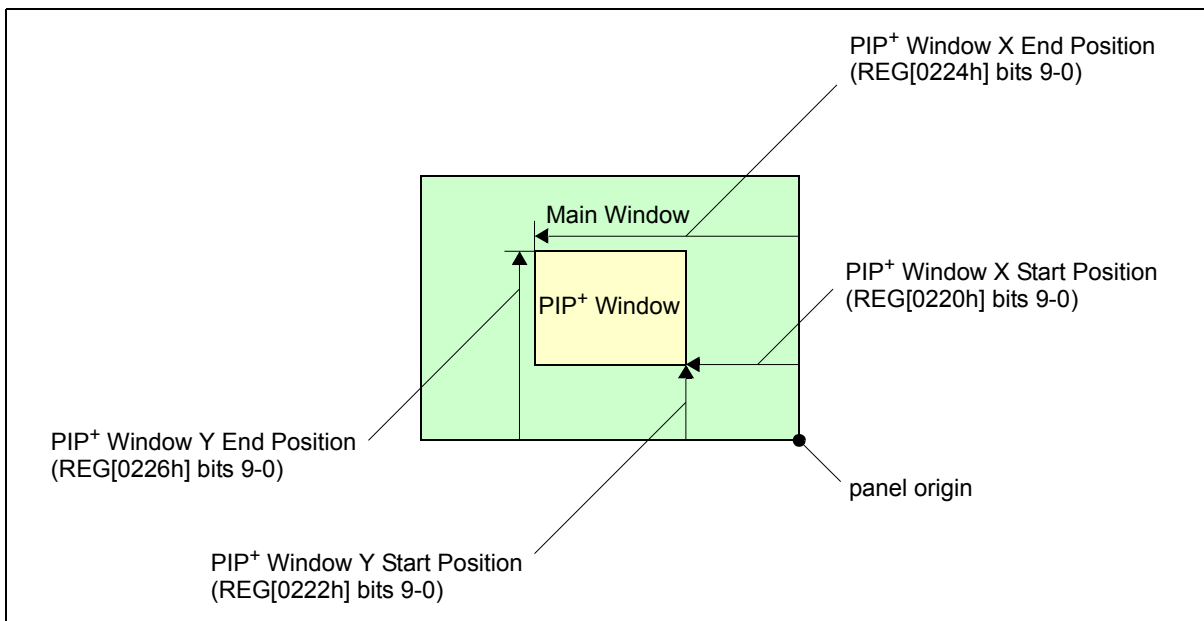 PIP+ Window X End Position
(REG[0224h] bits 9-0)
Main Window
PIP+ Window X Start Position
(REG[0220h] bits 9-0)
PIP+ Window
PIP+ Window Y End Position
(REG[0226h] bits 9-0)
panel origin
PIP+ Window Y Start Position
(REG[0222h] bits 9-0)